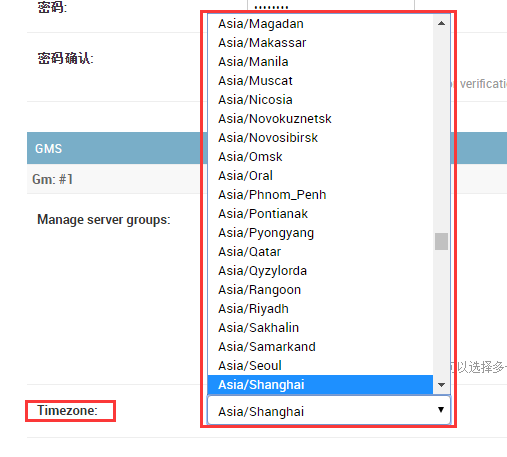 密码:
••••••••
密码确认:
verificatio
GMS
Gm: #1
Manage server groups:
可以选择多
Timezone:
Asia/Magadan
Asia/Makassar
Asia/Manila
Asia/Muscat
Asia/Nicosia
Asia/Novokuznetsk
Asia/Novosibirsk
Asia/Omsk
Asia/Oral
Asia/Phnom_Penh
Asia/Pontianak
Asia/Pyongyang
Asia/Qatar
Asia/Qyzylorda
Asia/Rangoon
Asia/Riyadh
Asia/Sakhalin
Asia/Samarkand
Asia/Seoul
Asia/Shanghai
Asia/Shanghai